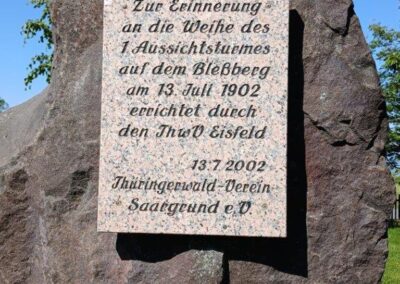 Zur Erinnerung
an die Weihe des
1. Aussichtsturmes
auf dem Bleßberg
am 13. Juli 1902
errichtet durch
den ThWV Eisfeld
13.7.2002
Thüringerwald-Verein
Saargrund e.V.